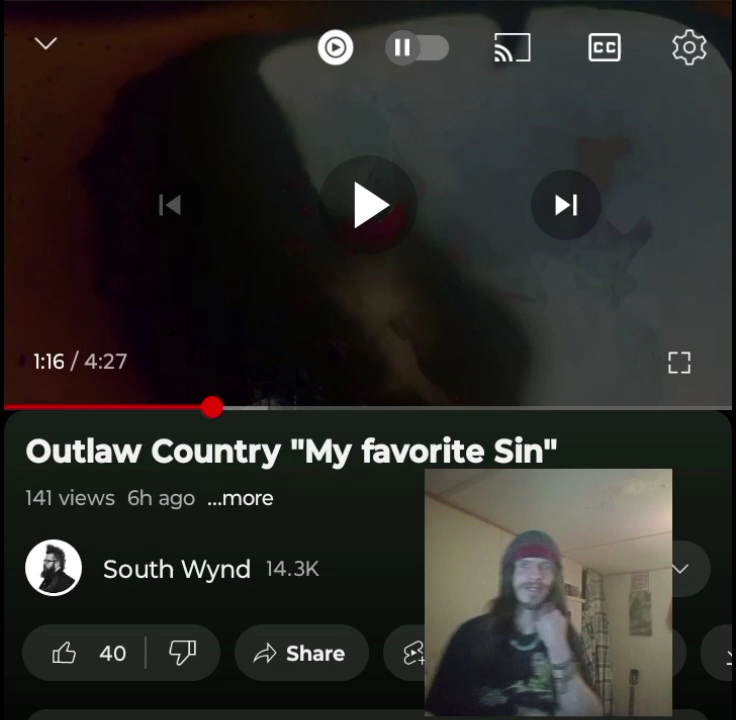 CC
1:16 / 4:27
Outlaw Country "My favorite Sin"
141 views 6h ago ...more
South Wynd 14.3K
40 Share